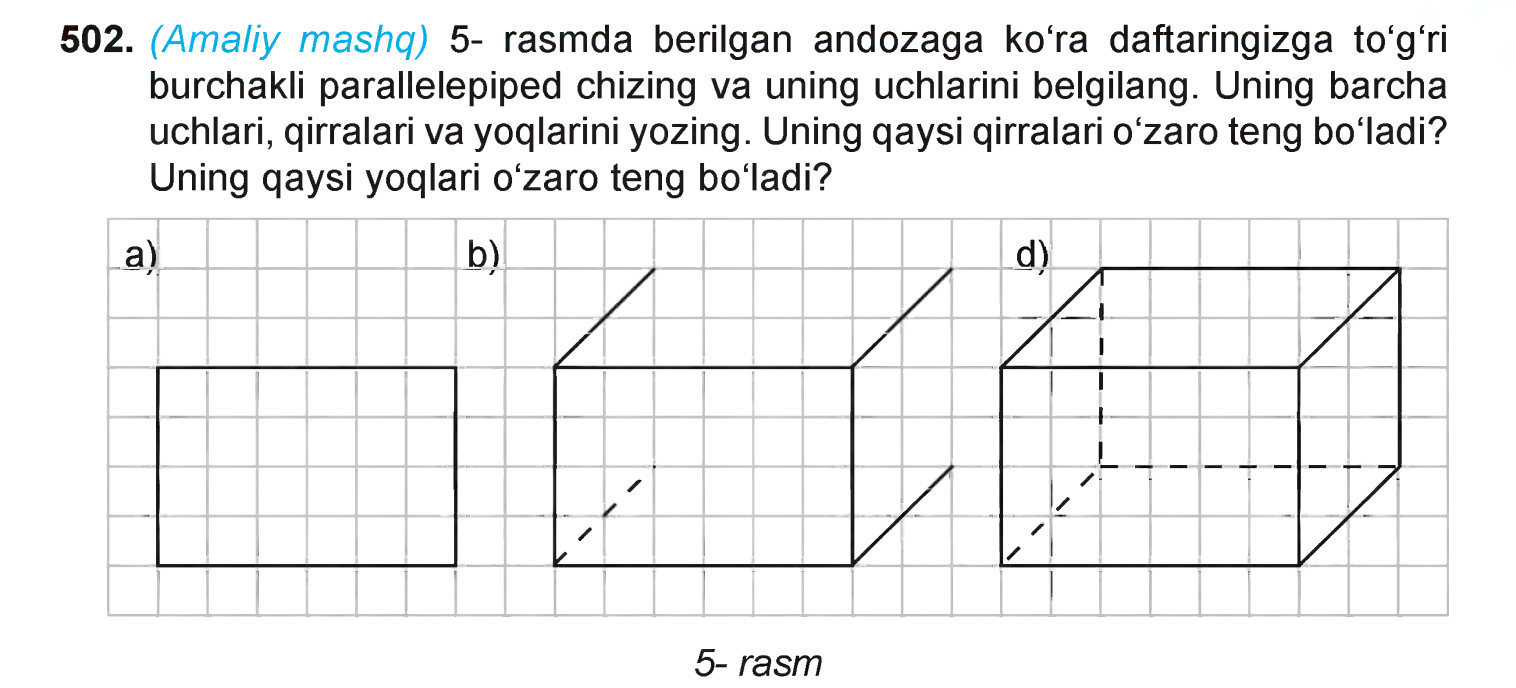 502. (Amaliy mashq) 5- rasmda berilgan andozaga ko‘ra daftaringizga to‘g‘ri
burchakli parallelepiped chizing va uning uchlarini belgilang. Uning barcha
uchlari, qirralari va yoqlarini yozing. Uning qaysi qirralari o‘zaro teng bo‘ladi?
Uning qaysi yoqlari o‘zaro teng bo‘ladi?
a) b) d)
5- rasm